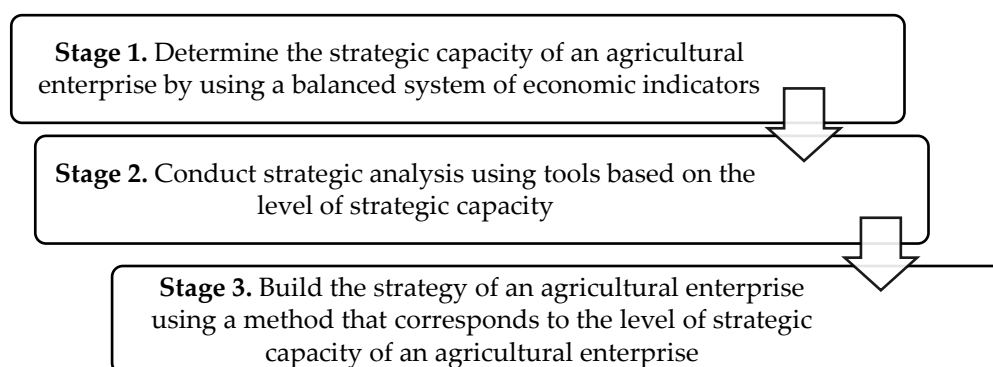 Stage 1. Determine the strategic capacity of an agricultural
enterprise by using a balanced system of economic indicators
Stage 2. Conduct strategic analysis using tools based on the
level of strategic capacity
Stage 3. Build the strategy of an agricultural enterprise
using a method that corresponds to the level of strategic
capacity of an agricultural enterprise